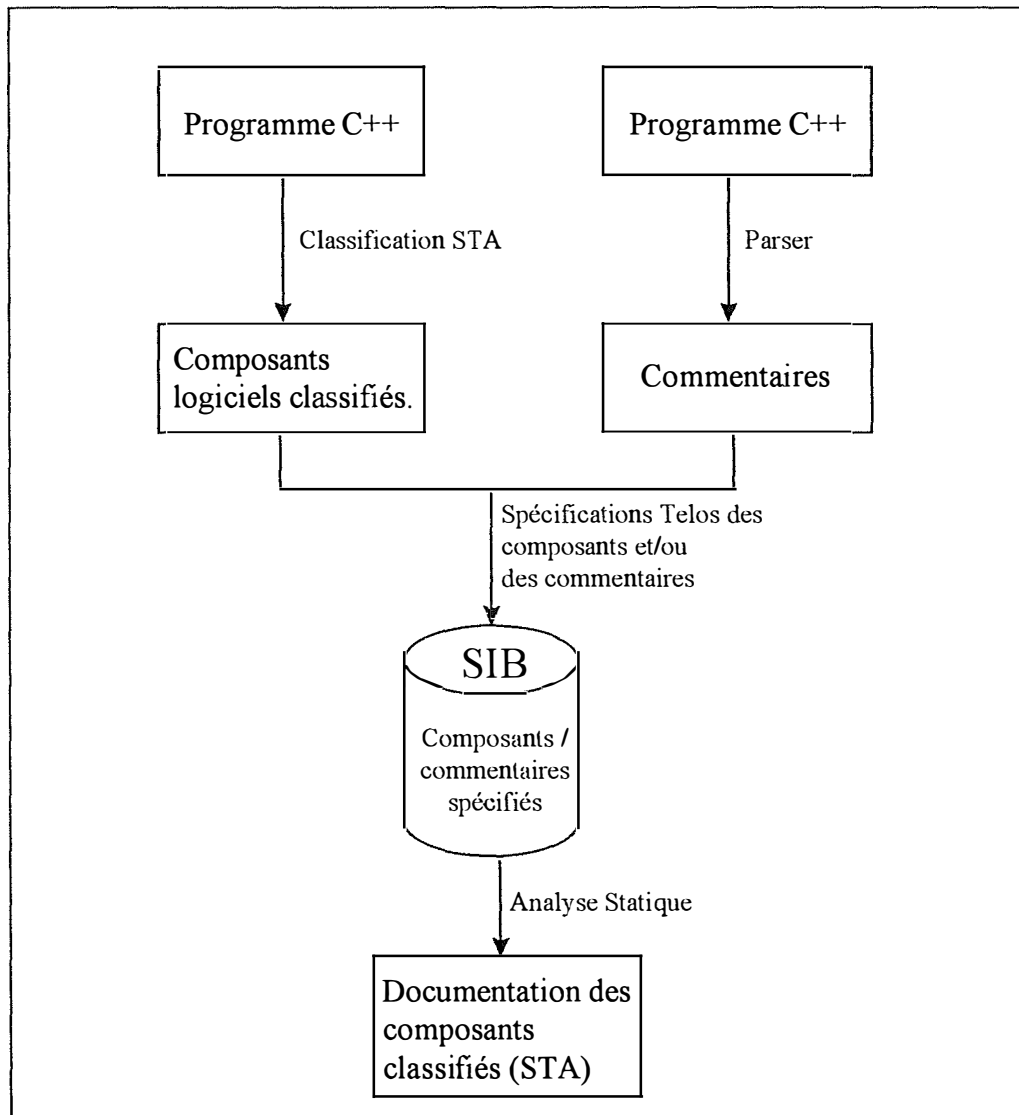 Programme C++
Programme C++
Classification STA
Parser
Composants
logiciels classifiés.
Commentaires
Spécifications Telos des
composants et/ou
des commentaires
SIB
Composants /
commentaires
spécifiés
Analyse Statique
Documentation des
composants
classifiés (STA)